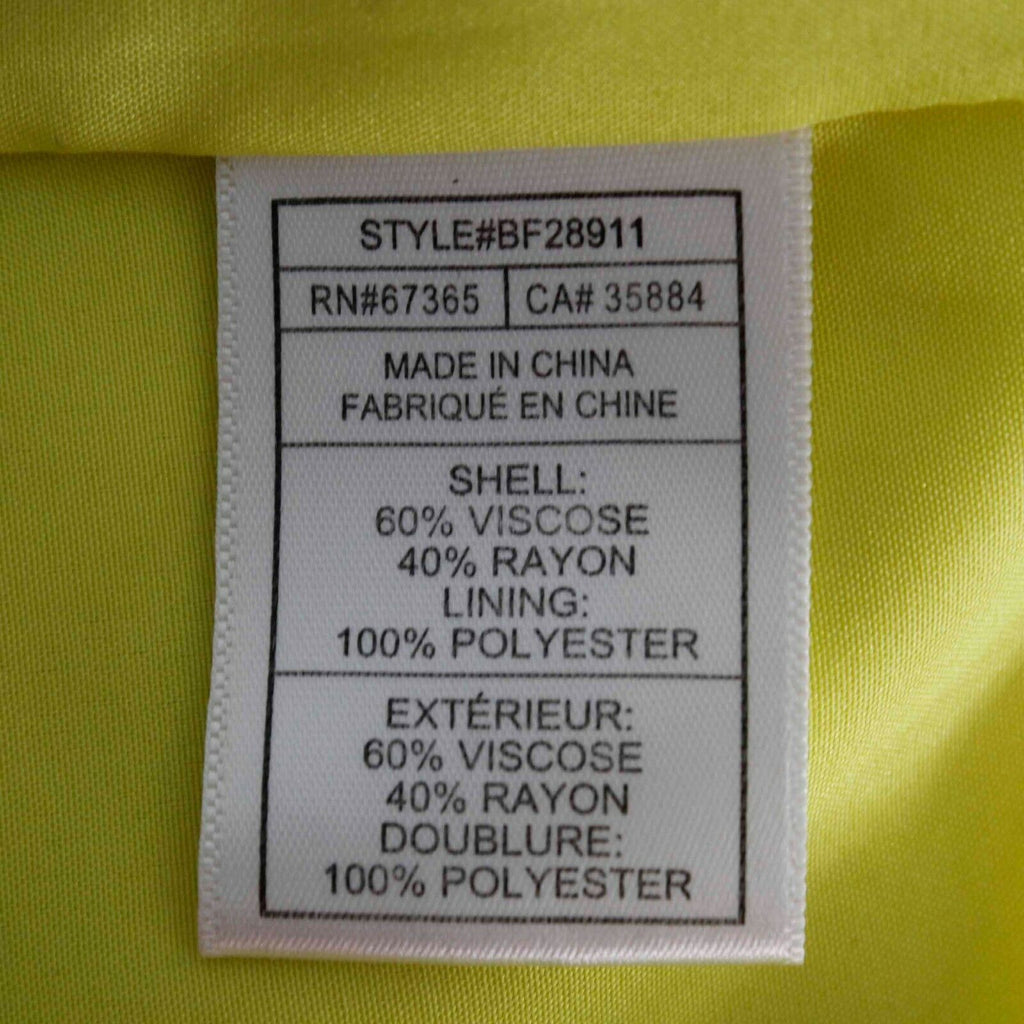 STYLE#BF28911
RN#67365 CA# 35884
MADE IN CHINA
FABRIQUÉ EN CHINE
SHELL:
60% VISCOSE
40% RAYON
LINING:
100% POLYESTER
EXTÉRIEUR:
60% VISCOSE
40% RAYON
DOUBLURE:
100% POLYESTER